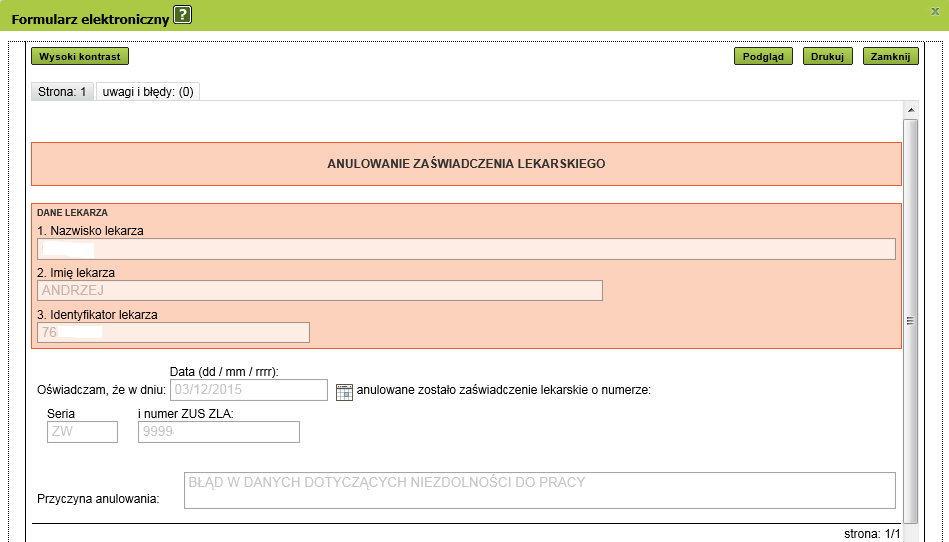 Formularz elektroniczny ?
x
Wysoki kontrast
Podgląd Drukuj Zamknij
Strona: 1 uwagi i błędy: (0)
ANULOWANIE ZAŚWIADCZENIA LEKARSKIEGO
DANE LEKARZA
1. Nazwisko lekarza
2. Imię lekarza
ANDRZEJ
3. Identyfikator lekarza
76
Data (dd / mm / rrrr):
Oświadczam, że w dniu: 03/12/2015 anulowane zostało zaświadczenie lekarskie o numerze:
Seria i numer ZUS ZLA:
ZW 9999
Przyczyna anulowania: BŁĄD W DANYCH DOTYCZĄCYCH NIEZDOLNOŚCI DO PRACY
strona: 1/1